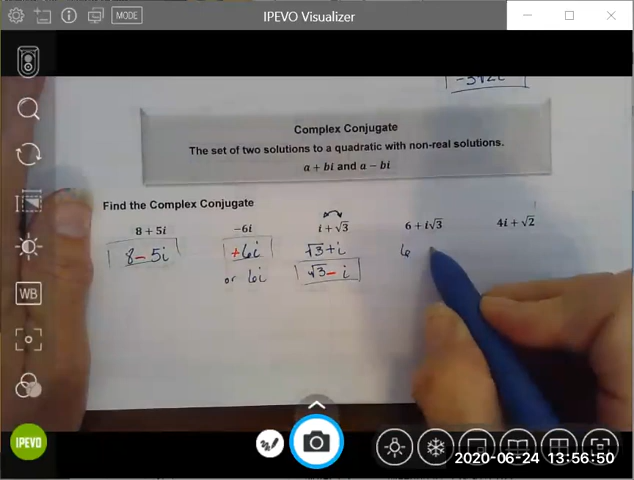 IPEVO Visualizer
MODE
-3√2i
Complex Conjugate
The set of two solutions to a quadratic with non-real solutions.
a + bi and a − bi
Find the Complex Conjugate
8 + 5i
−6i
i + √3
6 + i√3
4i + √2
8 − 5i
+6i
√3 + i
6
or 6i
√3 − i
WB
IPEVO
2020-06-24 13:56:50